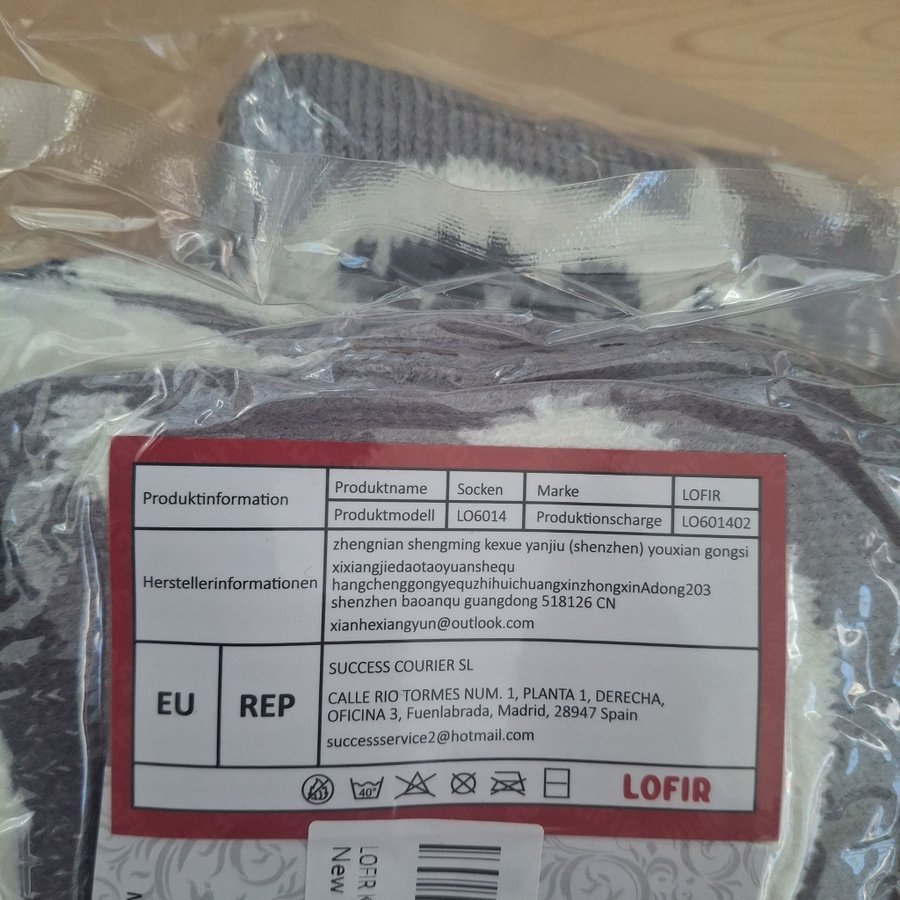 Produktinformation
Produktname Socken Marke LOFIR
Produktmodell LO6014 Produktionscharge LO601402
Herstellerinformationen
zhengnian shengming kexue yanjiu (shenzhen) youxian gongsi
xixiangjiedaotaoyuanshequ
hangchenggongyequzhihuichuangxinzhongxinAdong203
shenzhen baoanqu guangdong 518126 CN
xianhexiangyun@outlook.com
EU REP
SUCCESS COURIER SL
CALLE RIO TORMES NUM. 1, PLANTA 1, DERECHA,
OFICINA 3, Fuenlabrada, Madrid, 28947 Spain
successservice2@hotmail.com
40°
LOFIR
LOFIR
New